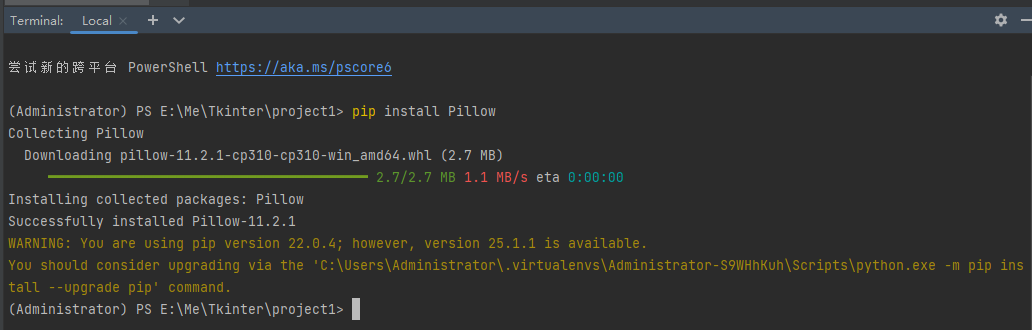 Terminal: Local × + 
尝试新的跨平台 PowerShell https://aka.ms/pscore6
(Administrator) PS E:\Me\Tkinter\project1> pip install Pillow
Collecting Pillow
  Downloading pillow-11.2.1-cp310-cp310-win_amd64.whl (2.7 MB)
2.7/2.7 MB 1.1 MB/s eta 0:00:00
Installing collected packages: Pillow
Successfully installed Pillow-11.2.1
WARNING: You are using pip version 22.0.4; however, version 25.1.1 is available.
You should consider upgrading via the 'C:\Users\Administrator\.virtualenvs\Administrator-S9WHhKuh\Scripts\python.exe -m pip ins
tall --upgrade pip' command.
(Administrator) PS E:\Me\Tkinter\project1>